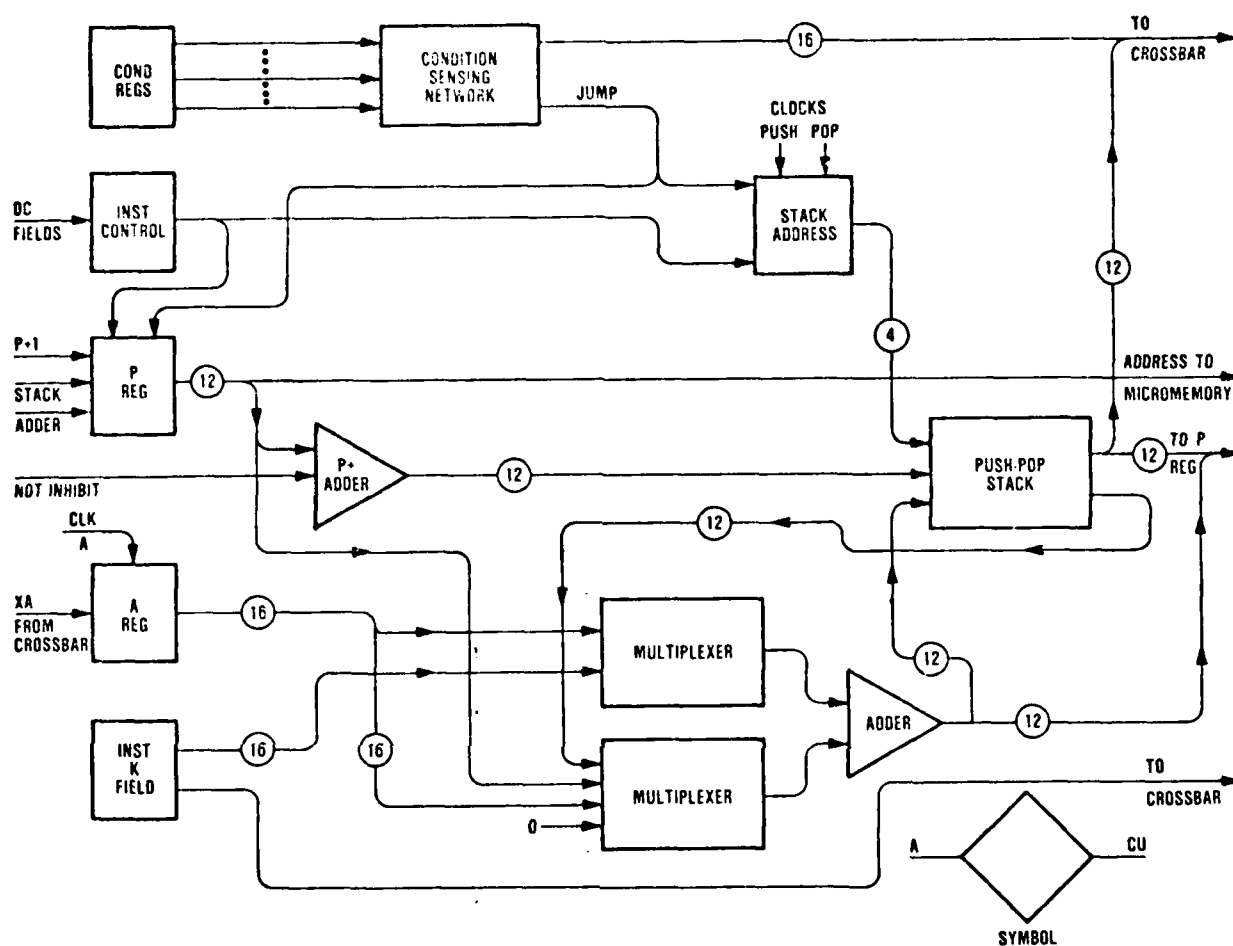 TO
CROSSBAR
16
COND
REGS
CONDITION
SENSING
NETWORK
JUMP
CLOCKS
PUSH POP
OC
FIELDS
INST
CONTROL
STACK
ADDRESS
12
4
P+1
STACK
ADDER
P
REG
12
ADDRESS TO
MICROMEMORY
NOT INHIBIT
P+
ADDER
12
PUSH-POP
STACK
12
TO P
REG
CLK
A
12
XA
FROM
CROSSBAR
A
REG
16
MULTIPLEXER
12
INST
K
FIELD
16
16
MULTIPLEXER
0
ADDER
12
TO
CROSSBAR
A
CU
SYMBOL